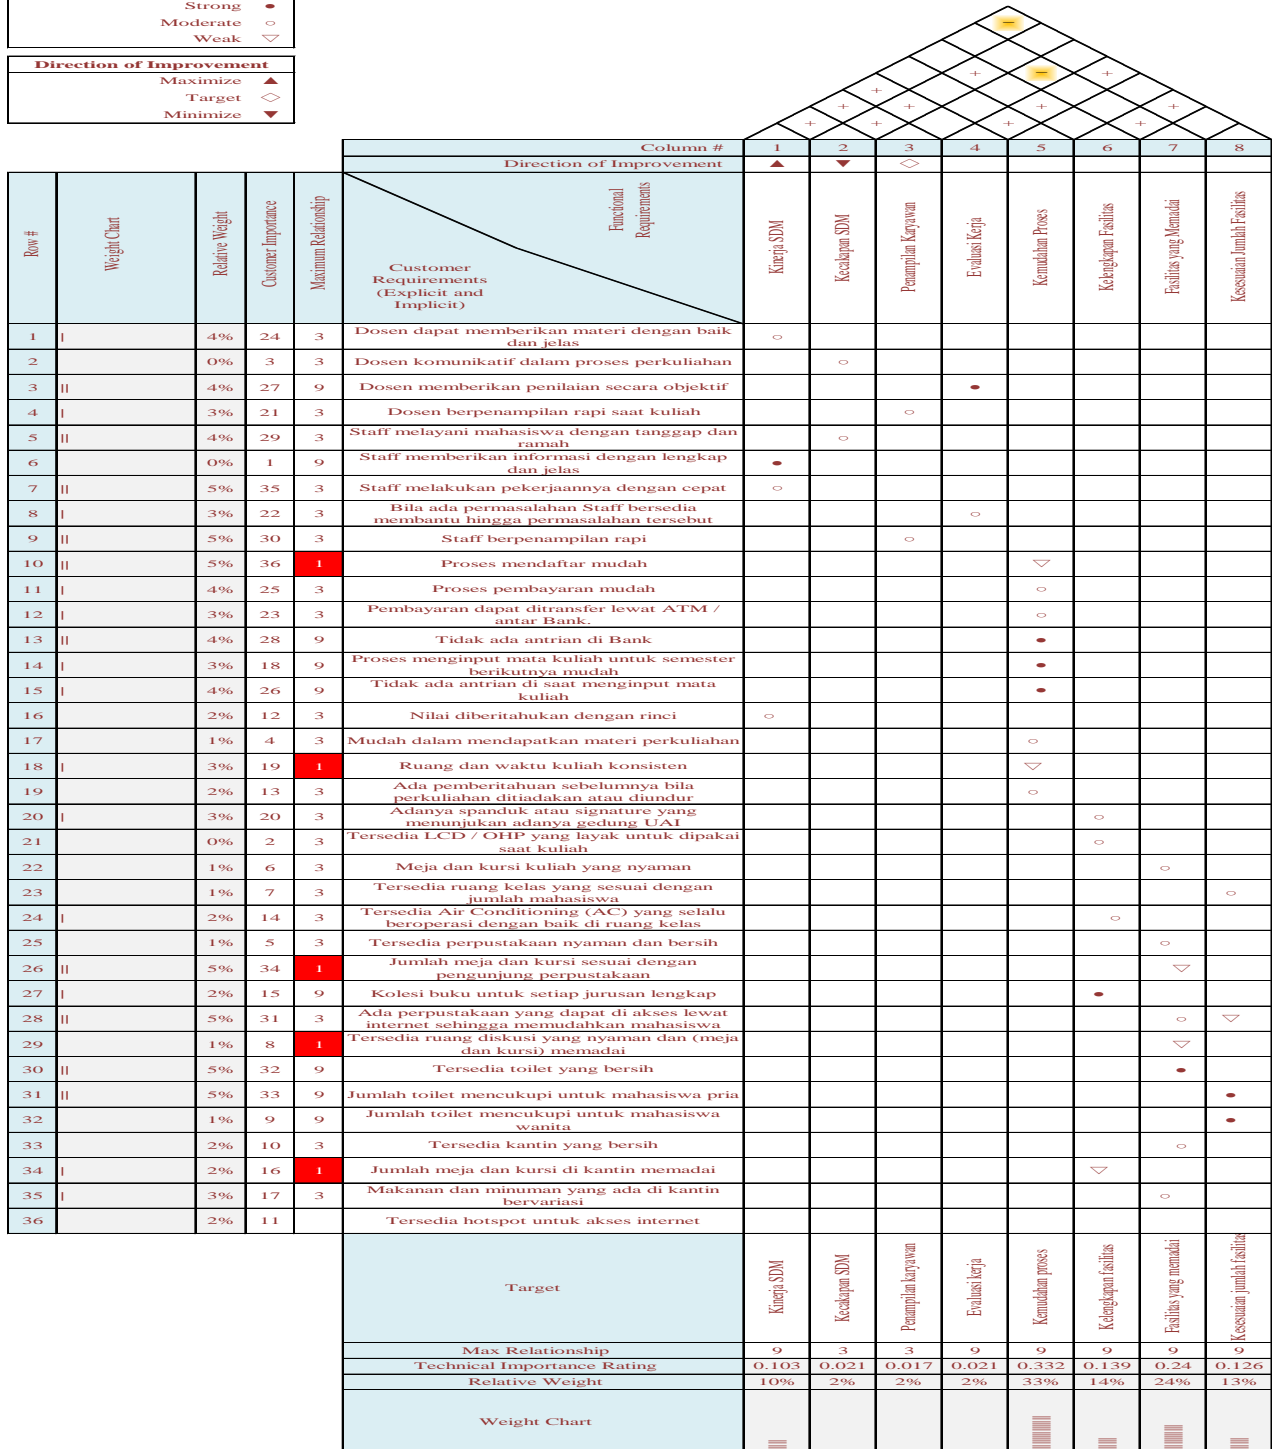 Strong ●
Moderate ○
Weak ▽
Direction of Improvement
Maximize ▲
Target ◇
Minimize ▼
−
+ − +
+
+ + + +
+ + + +
Column # 1 2 3 4 5 6 7 8
Direction of Improvement ▲ ▼ ◇
Row #
Weight Chart
Relative Weight
Customer Importance
Maximum Relationship
Functional
Requirements
Customer
Requirements
(Explicit and
Implicit)
Kinerja SDM
Kecakapan SDM
Penampilan Karyawan
Evaluasi Kerja
Kemudahan Proses
Kelengkapan Fasilitas
Fasilitas yang Memadai
Kesesuaian Jumlah Fasilitas
1 | 4% 24 3 Dosen dapat memberikan materi dengan baik
dan jelas ○
2 0% 3 3 Dosen komunikatif dalam proses perkuliahan ○
3 || 4% 27 9 Dosen memberikan penilaian secara objektif ●
4 | 3% 21 3 Dosen berpenampilan rapi saat kuliah ○
5 || 4% 29 3 Staff melayani mahasiswa dengan tanggap dan
ramah ○
6 0% 1 9 Staff memberikan informasi dengan lengkap
dan jelas ●
7 || 5% 35 3 Staff melakukan pekerjaannya dengan cepat ○
8 | 3% 22 3 Bila ada permasalahan Staff bersedia
membantu hingga permasalahan tersebut ○
9 || 5% 30 3 Staff berpenampilan rapi ○
10 || 5% 36 1 Proses mendaftar mudah ▽
11 | 4% 25 3 Proses pembayaran mudah ○
12 | 3% 23 3 Pembayaran dapat ditransfer lewat ATM /
antar Bank. ○
13 || 4% 28 9 Tidak ada antrian di Bank ●
14 | 3% 18 9 Proses menginput mata kuliah untuk semester
berikutnya mudah ●
15 | 4% 26 9 Tidak ada antrian di saat menginput mata
kuliah ●
16 2% 12 3 Nilai diberitahukan dengan rinci ○
17 1% 4 3 Mudah dalam mendapatkan materi perkuliahan ○
18 | 3% 19 1 Ruang dan waktu kuliah konsisten ▽
19 2% 13 3 Ada pemberitahuan sebelumnya bila
perkuliahan ditiadakan atau diundur ○
20 | 3% 20 3 Adanya spanduk atau signature yang
menunjukan adanya gedung UAI ○
21 0% 2 3 Tersedia LCD / OHP yang layak untuk dipakai
saat kuliah ○
22 1% 6 3 Meja dan kursi kuliah yang nyaman ○
23 1% 7 3 Tersedia ruang kelas yang sesuai dengan
jumlah mahasiswa ○
24 | 2% 14 3 Tersedia Air Conditioning (AC) yang selalu
beroperasi dengan baik di ruang kelas ○
25 1% 5 3 Tersedia perpustakaan nyaman dan bersih ○
26 || 5% 34 1 Jumlah meja dan kursi sesuai dengan
pengunjung perpustakaan ▽
27 | 2% 15 9 Kolesi buku untuk setiap jurusan lengkap ●
28 || 5% 31 3 Ada perpustakaan yang dapat di akses lewat
internet sehingga memudahkan mahasiswa ○ ▽
29 1% 8 1 Tersedia ruang diskusi yang nyaman dan (meja
dan kursi) memadai ▽
30 || 5% 32 9 Tersedia toilet yang bersih ●
31 || 5% 33 9 Jumlah toilet mencukupi untuk mahasiswa pria ●
32 1% 9 9 Jumlah toilet mencukupi untuk mahasiswa
wanita ●
33 2% 10 3 Tersedia kantin yang bersih ○
34 | 2% 16 1 Jumlah meja dan kursi di kantin memadai ▽
35 | 3% 17 3 Makanan dan minuman yang ada di kantin
bervariasi ○
36 2% 11 Tersedia hotspot untuk akses internet
Target
Kinerja SDM
Kecakapan SDM
Penampilan karyawan
Evaluasi kerja
Kemudahan proses
Kelengkapan fasilitas
Fasilitas yang memadai
Kesesuaian jumlah fasilitas
Max Relationship 9 3 3 9 9 9 9 9
Technical Importance Rating 0.103 0.021 0.017 0.021 0.332 0.139 0.24 0.126
Relative Weight 10% 2% 2% 2% 33% 14% 24% 13%
Weight Chart